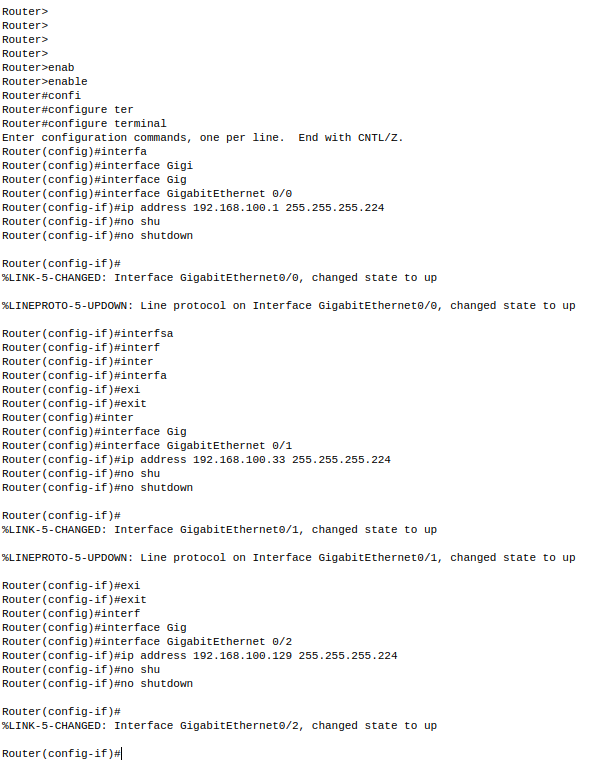 Router>
Router>
Router>
Router>
Router>enab
Router>enable
Router#confi
Router#configure ter
Router#configure terminal
Enter configuration commands, one per line.  End with CNTL/Z.
Router(config)#interfa
Router(config)#interface Gigi
Router(config)#interface Gig
Router(config)#interface GigabitEthernet 0/0
Router(config-if)#ip address 192.168.100.1 255.255.255.224
Router(config-if)#no shu
Router(config-if)#no shutdown

Router(config-if)#
%LINK-5-CHANGED: Interface GigabitEthernet0/0, changed state to up

%LINEPROTO-5-UPDOWN: Line protocol on Interface GigabitEthernet0/0, changed state to up

Router(config-if)#interfsa
Router(config-if)#interf
Router(config-if)#inter
Router(config-if)#interfa
Router(config-if)#exi
Router(config-if)#exit
Router(config)#inter
Router(config)#interface Gig
Router(config)#interface GigabitEthernet 0/1
Router(config-if)#ip address 192.168.100.33 255.255.255.224
Router(config-if)#no shu
Router(config-if)#no shutdown

Router(config-if)#
%LINK-5-CHANGED: Interface GigabitEthernet0/1, changed state to up

%LINEPROTO-5-UPDOWN: Line protocol on Interface GigabitEthernet0/1, changed state to up

Router(config-if)#exi
Router(config-if)#exit
Router(config)#interf
Router(config)#interface Gig
Router(config)#interface GigabitEthernet 0/2
Router(config-if)#ip address 192.168.100.129 255.255.255.224
Router(config-if)#no shu
Router(config-if)#no shutdown

Router(config-if)#
%LINK-5-CHANGED: Interface GigabitEthernet0/2, changed state to up

Router(config-if)#